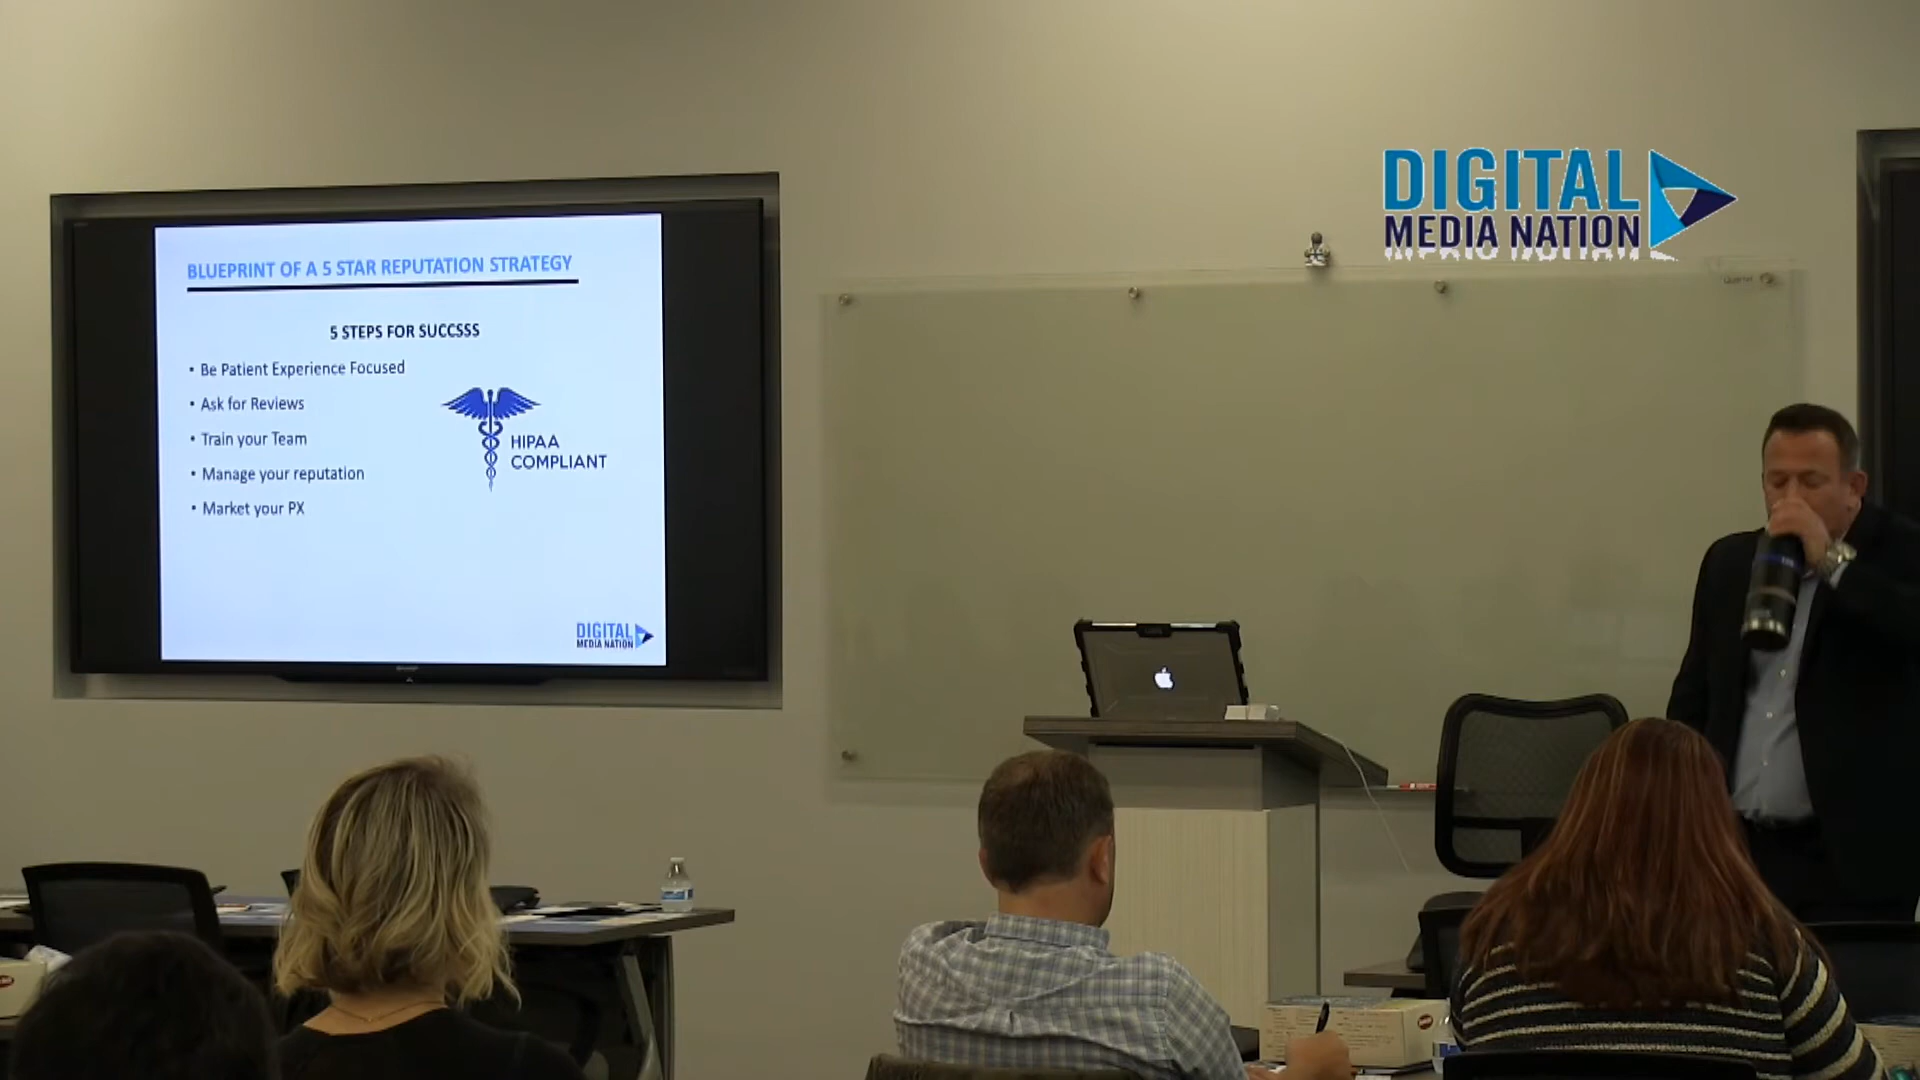 DIGITAL
MEDIA NATION
BLUEPRINT OF A 5 STAR REPUTATION STRATEGY
5 STEPS FOR SUCCSSS
• Be Patient Experience Focused
• Ask for Reviews
• Train your Team
• Manage your reputation
• Market your PX
HIPAA
COMPLIANT
DIGITAL
MEDIA NATION
Quartet